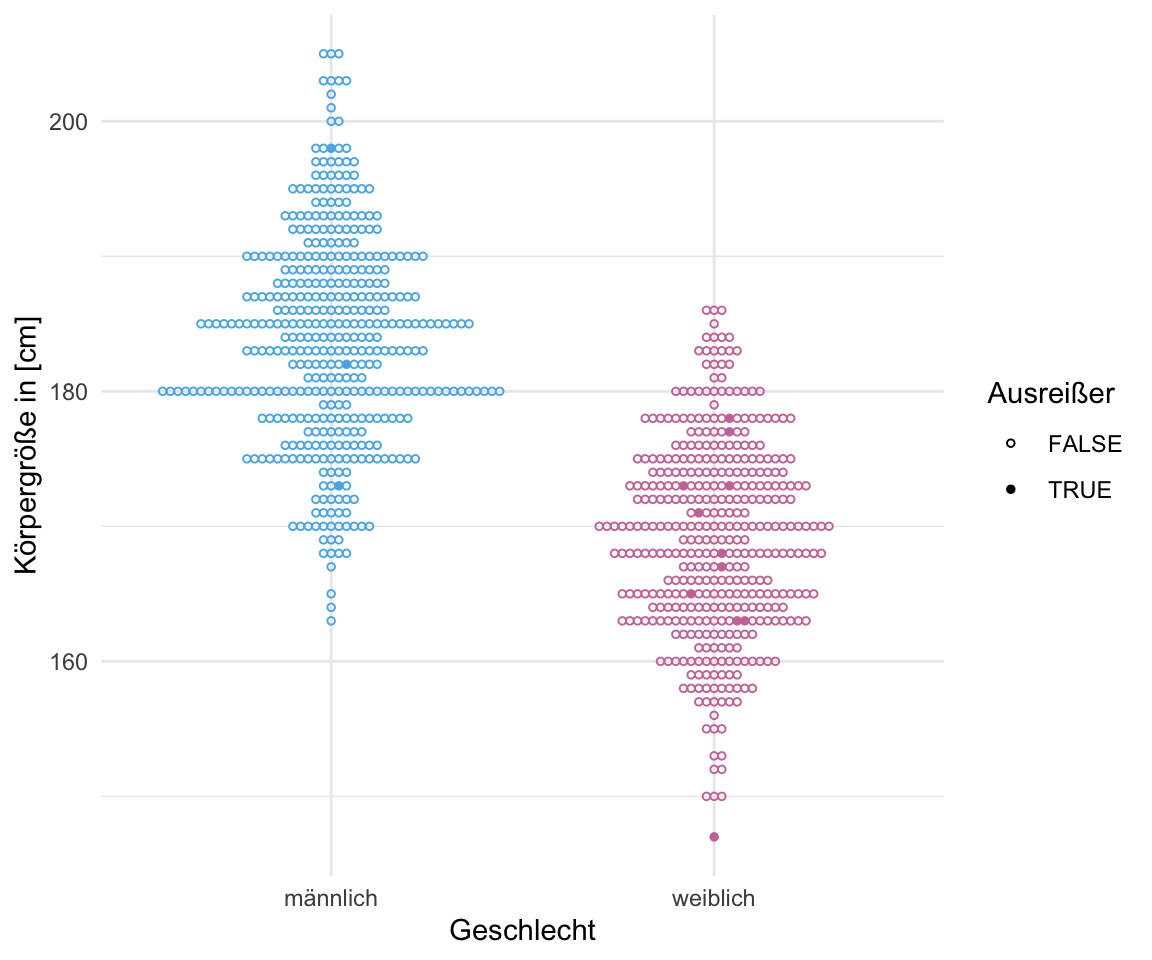 200
180
160
Körpergröße in [cm]
männlich
weiblich
Geschlecht
Ausreißer
FALSE
TRUE